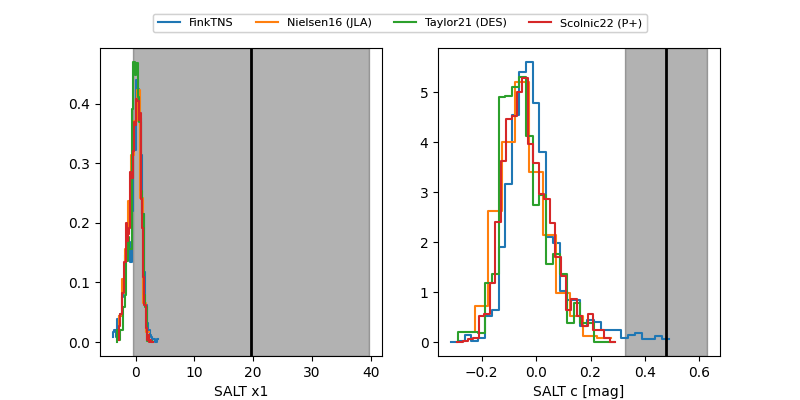 FinkTNS Nielsen16 (JLA) Taylor21 (DES) Scolnic22 (P+)
0.4
0.3
0.2
0.1
0.0
0 10 20 30 40
SALT x1
5
4
3
2
1
0
−0.2 0.0 0.2 0.4 0.6
SALT c [mag]